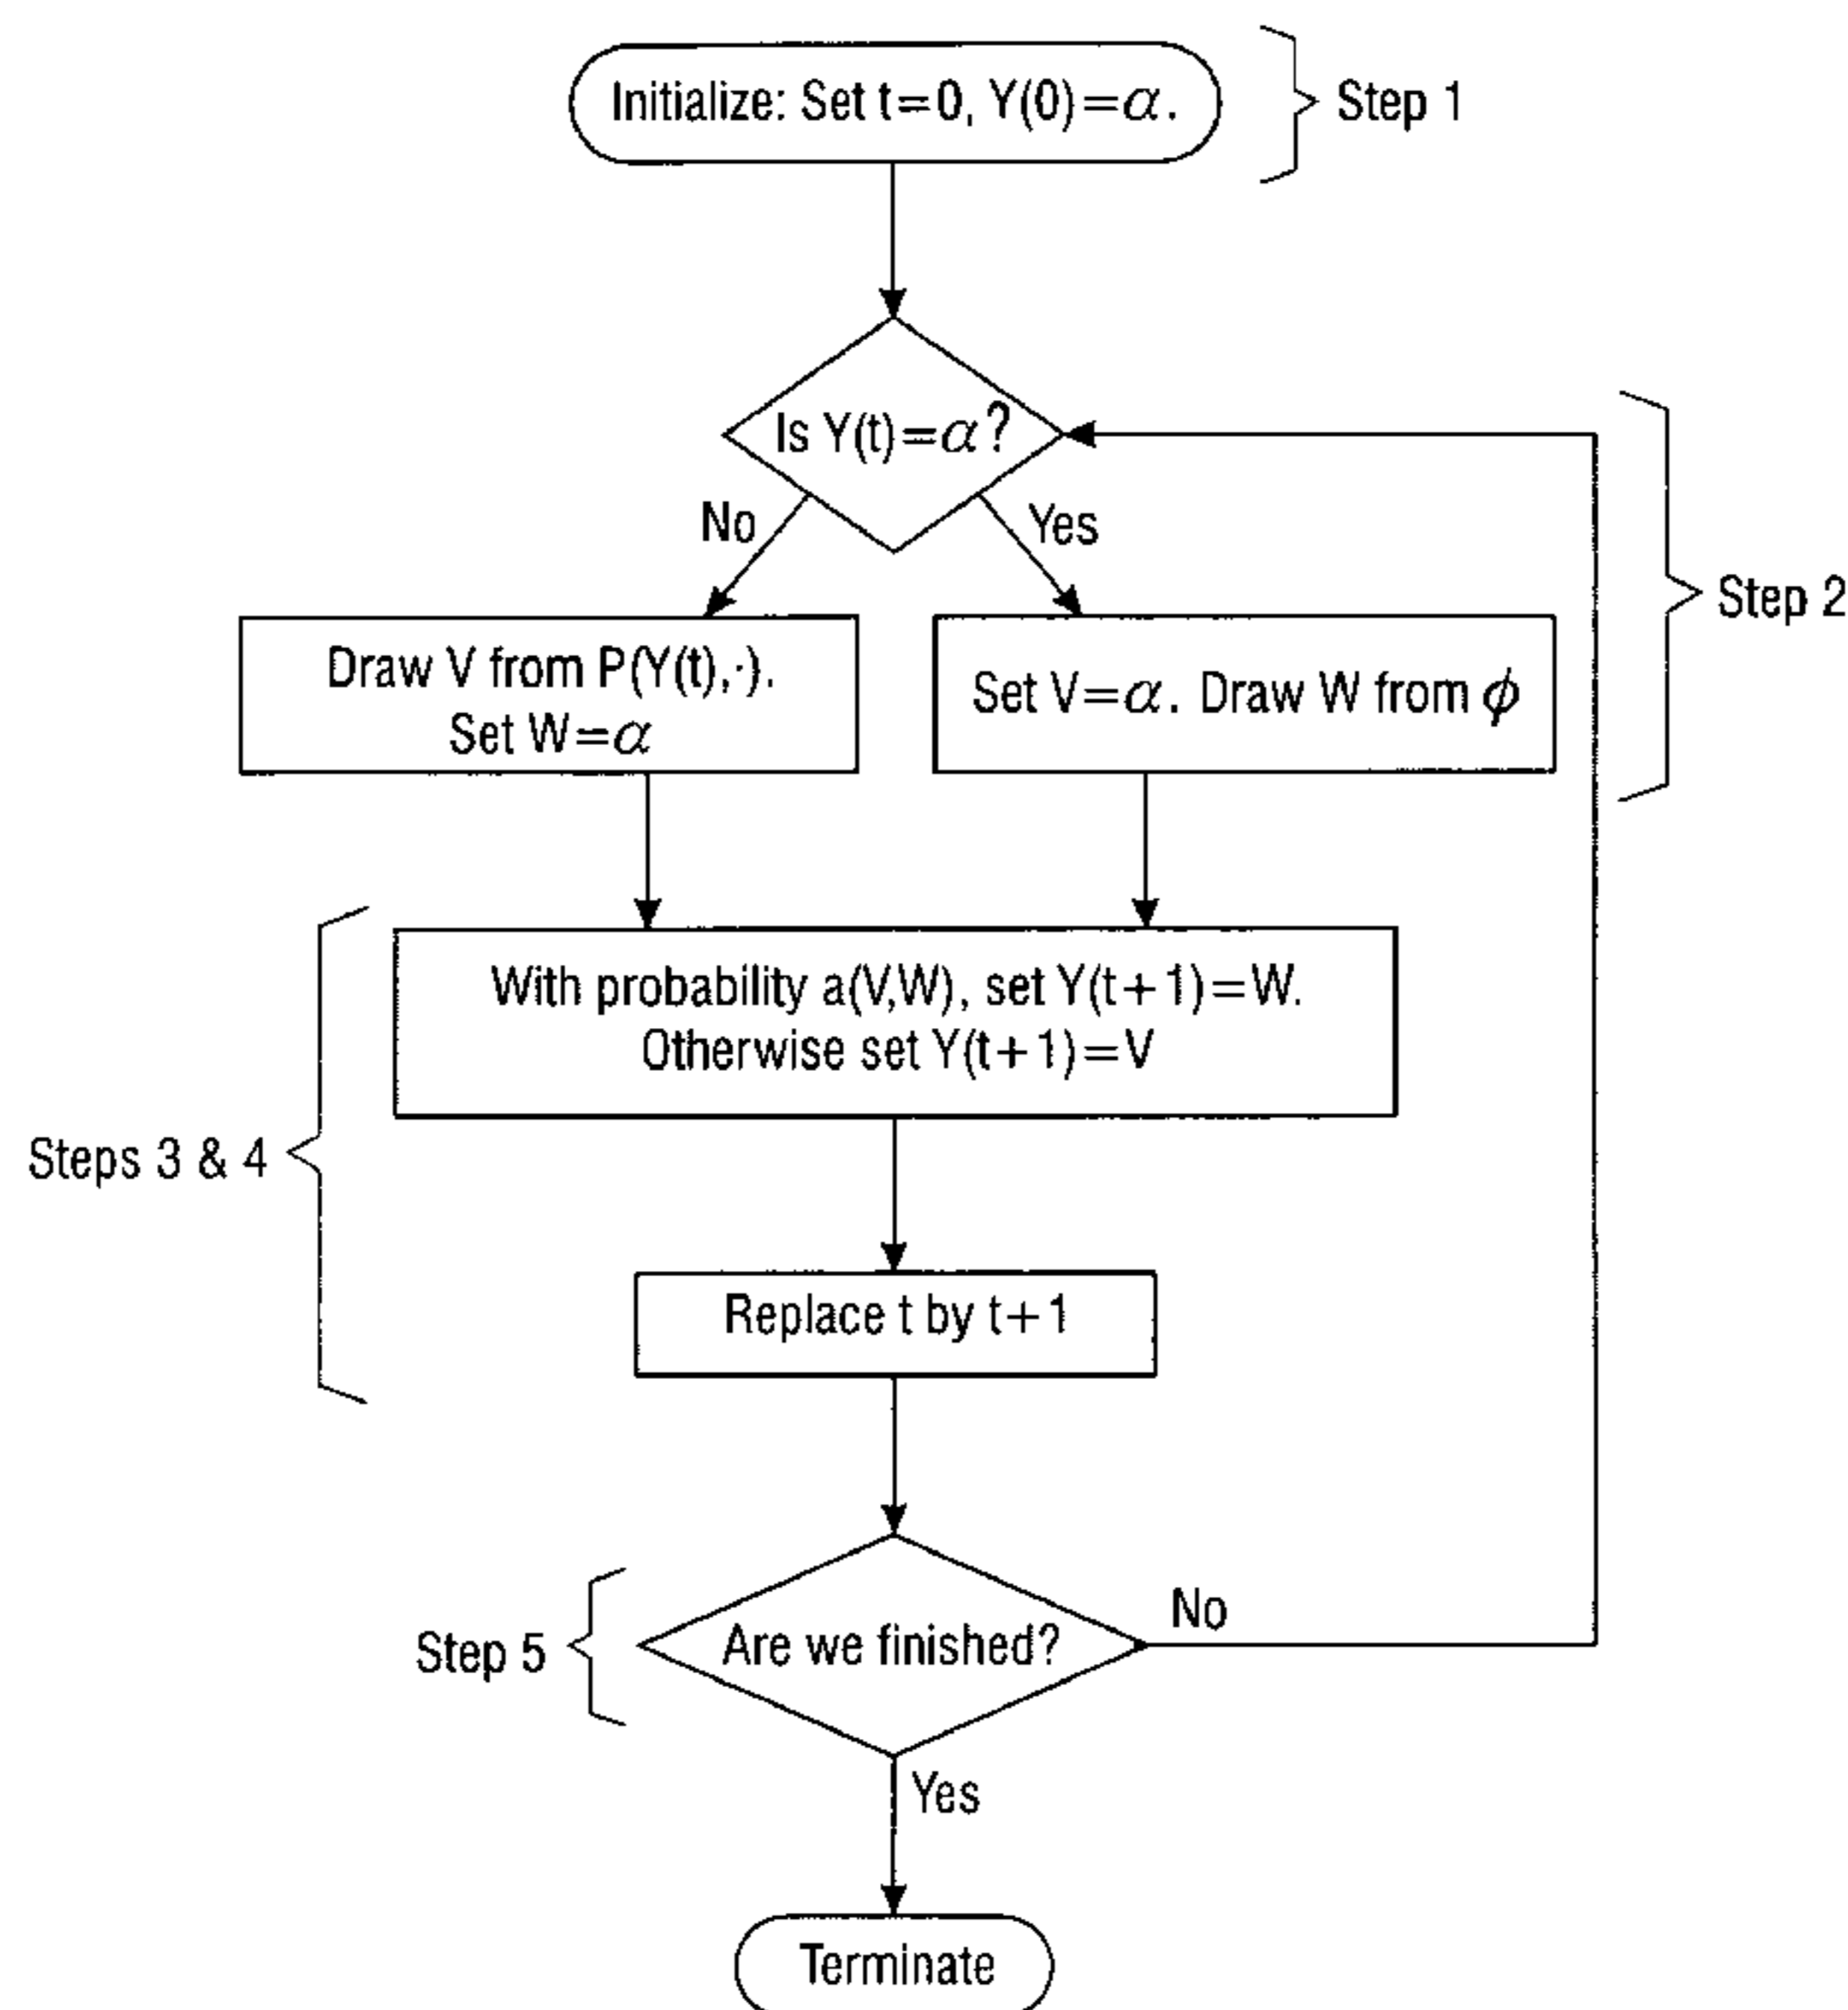 Initialize: Set t=0, Y(0)=α.
Step 1
Is Y(t)=α?
No
Yes
Step 2
Draw V from P(Y(t),·).
Set W=α
Set V=α. Draw W from ϕ
With probability a(V,W), set Y(t+1)=W.
Otherwise set Y(t+1)=V
Steps 3 & 4
Replace t by t+1
Are we finished?
No
Step 5
Yes
Terminate